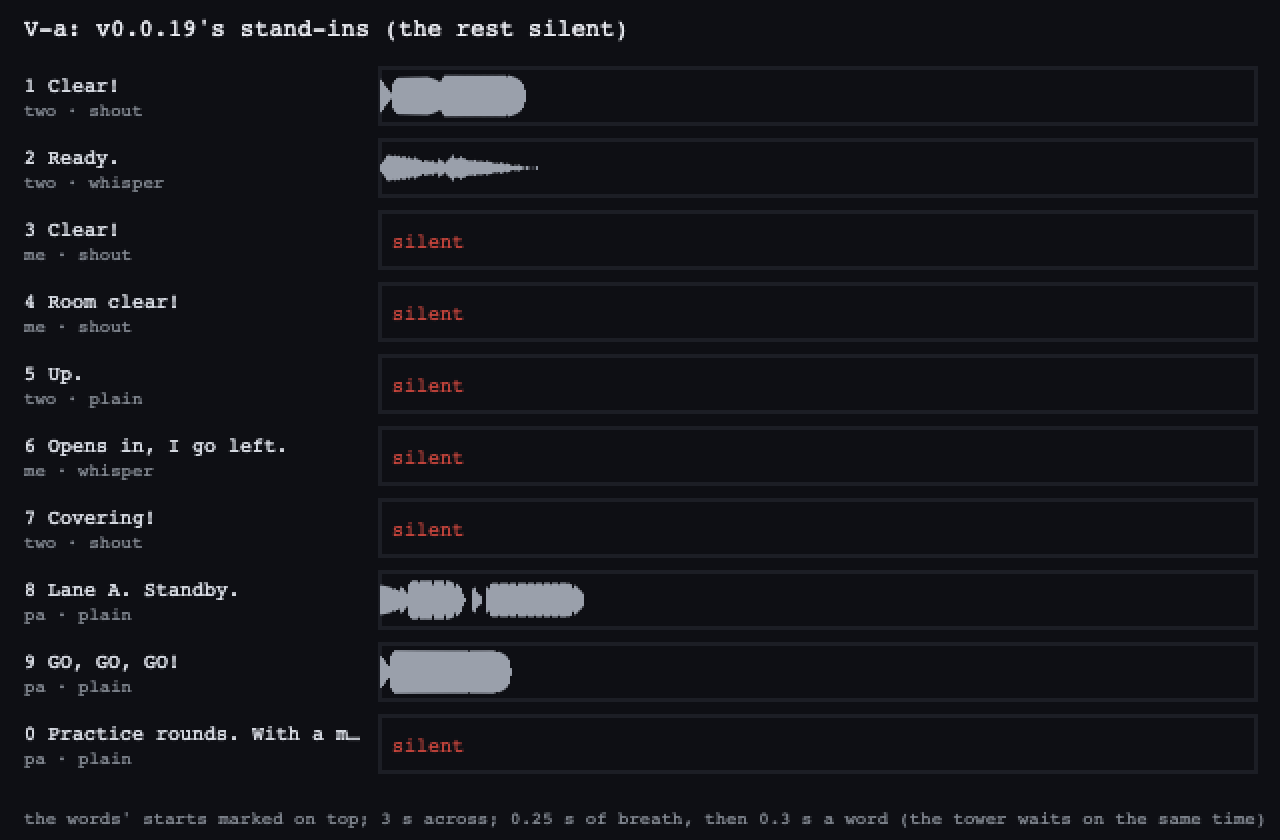 V-a: v0.0.19's stand-ins (the rest silent)
1 Clear!
two · shout
2 Ready.
two · whisper
3 Clear!
me · shout
silent
4 Room clear!
me · shout
silent
5 Up.
two · plain
silent
6 Opens in, I go left.
me · whisper
silent
7 Covering!
two · shout
silent
8 Lane A. Standby.
pa · plain
9 GO, GO, GO!
pa · plain
0 Practice rounds. With a m…
pa · plain
silent
the words' starts marked on top; 3 s across; 0.25 s of breath, then 0.3 s a word (the tower waits on the same time)